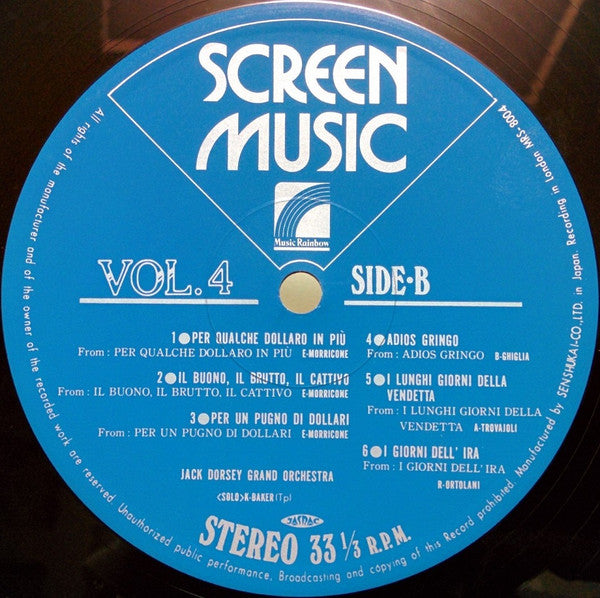 SCREEN
MUSIC
Music Rainbow
VOL.4
SIDE·B
1●PER QUALCHE DOLLARO IN PIÙ
From : PER QUALCHE DOLLARO IN PIÙ E-MORRICONE
2●IL BUONO, IL BRUTTO, IL CATTIVO
From : IL BUONO, IL BRUTTO, IL CATTIVO E-MORRICONE
3●PER UN PUGNO DI DOLLARI
From : PER UN PUGNO DI DOLLARI E-MORRICONE
4●ADIOS GRINGO
From : ADIOS GRINGO B-GHIGLIA
5●I LUNGHI GIORNI DELLA
VENDETTA
From : I LUNGHI GIORNI DELLA
VENDETTA A-TROVAJOLI
6●I GIORNI DELL' IRA
From : I GIORNI DELL' IRA
R-ORTOLANI
JACK DORSEY GRAND ORCHESTRA
<SOLO>K-BAKER(Tp)
JASRAC
STEREO 33 1/3 R.P.M.
All rights of the manufacturer and of the owner of the recorded work are reserved. Unauthorized public performance, Broadcasting and copying of this Record prohibited. Manufactured by SENSHUKAI-CO., LTD. in Japan. Recording in London MRS-8004